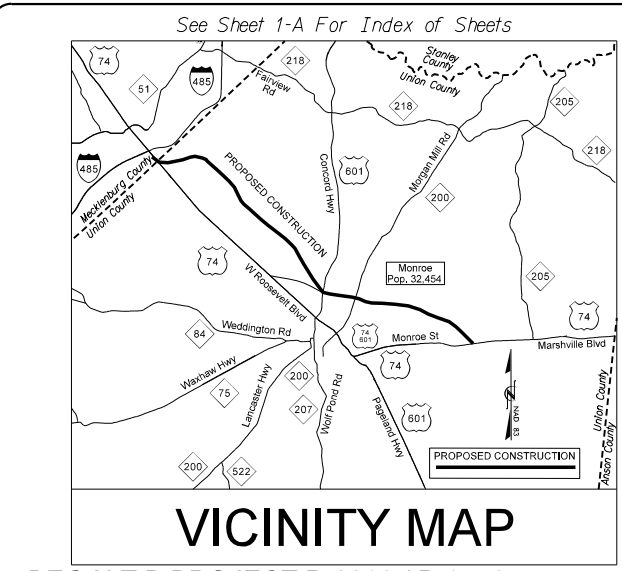 See Sheet 1-A For Index of Sheets
74
51
485
218
Fairview
Rd
Stanley
County
Union County
205
218
218
485
Mecklenburg County
Union County
PROPOSED CONSTRUCTION
Concord Hwy
601
Morgan Mill Rd
200
74
W Roosevelt Blvd
Monroe
Pop. 32,454
205
74
84
Weddington Rd
74
601
Monroe St
Marshville Blvd
Waxhaw Hwy
75
Lancaster Hwy
200
207
Wolf Pond Rd
74
Pageland Hwy
601
NAD 83
Union County
Anson County
200
522
PROPOSED CONSTRUCTION
VICINITY MAP